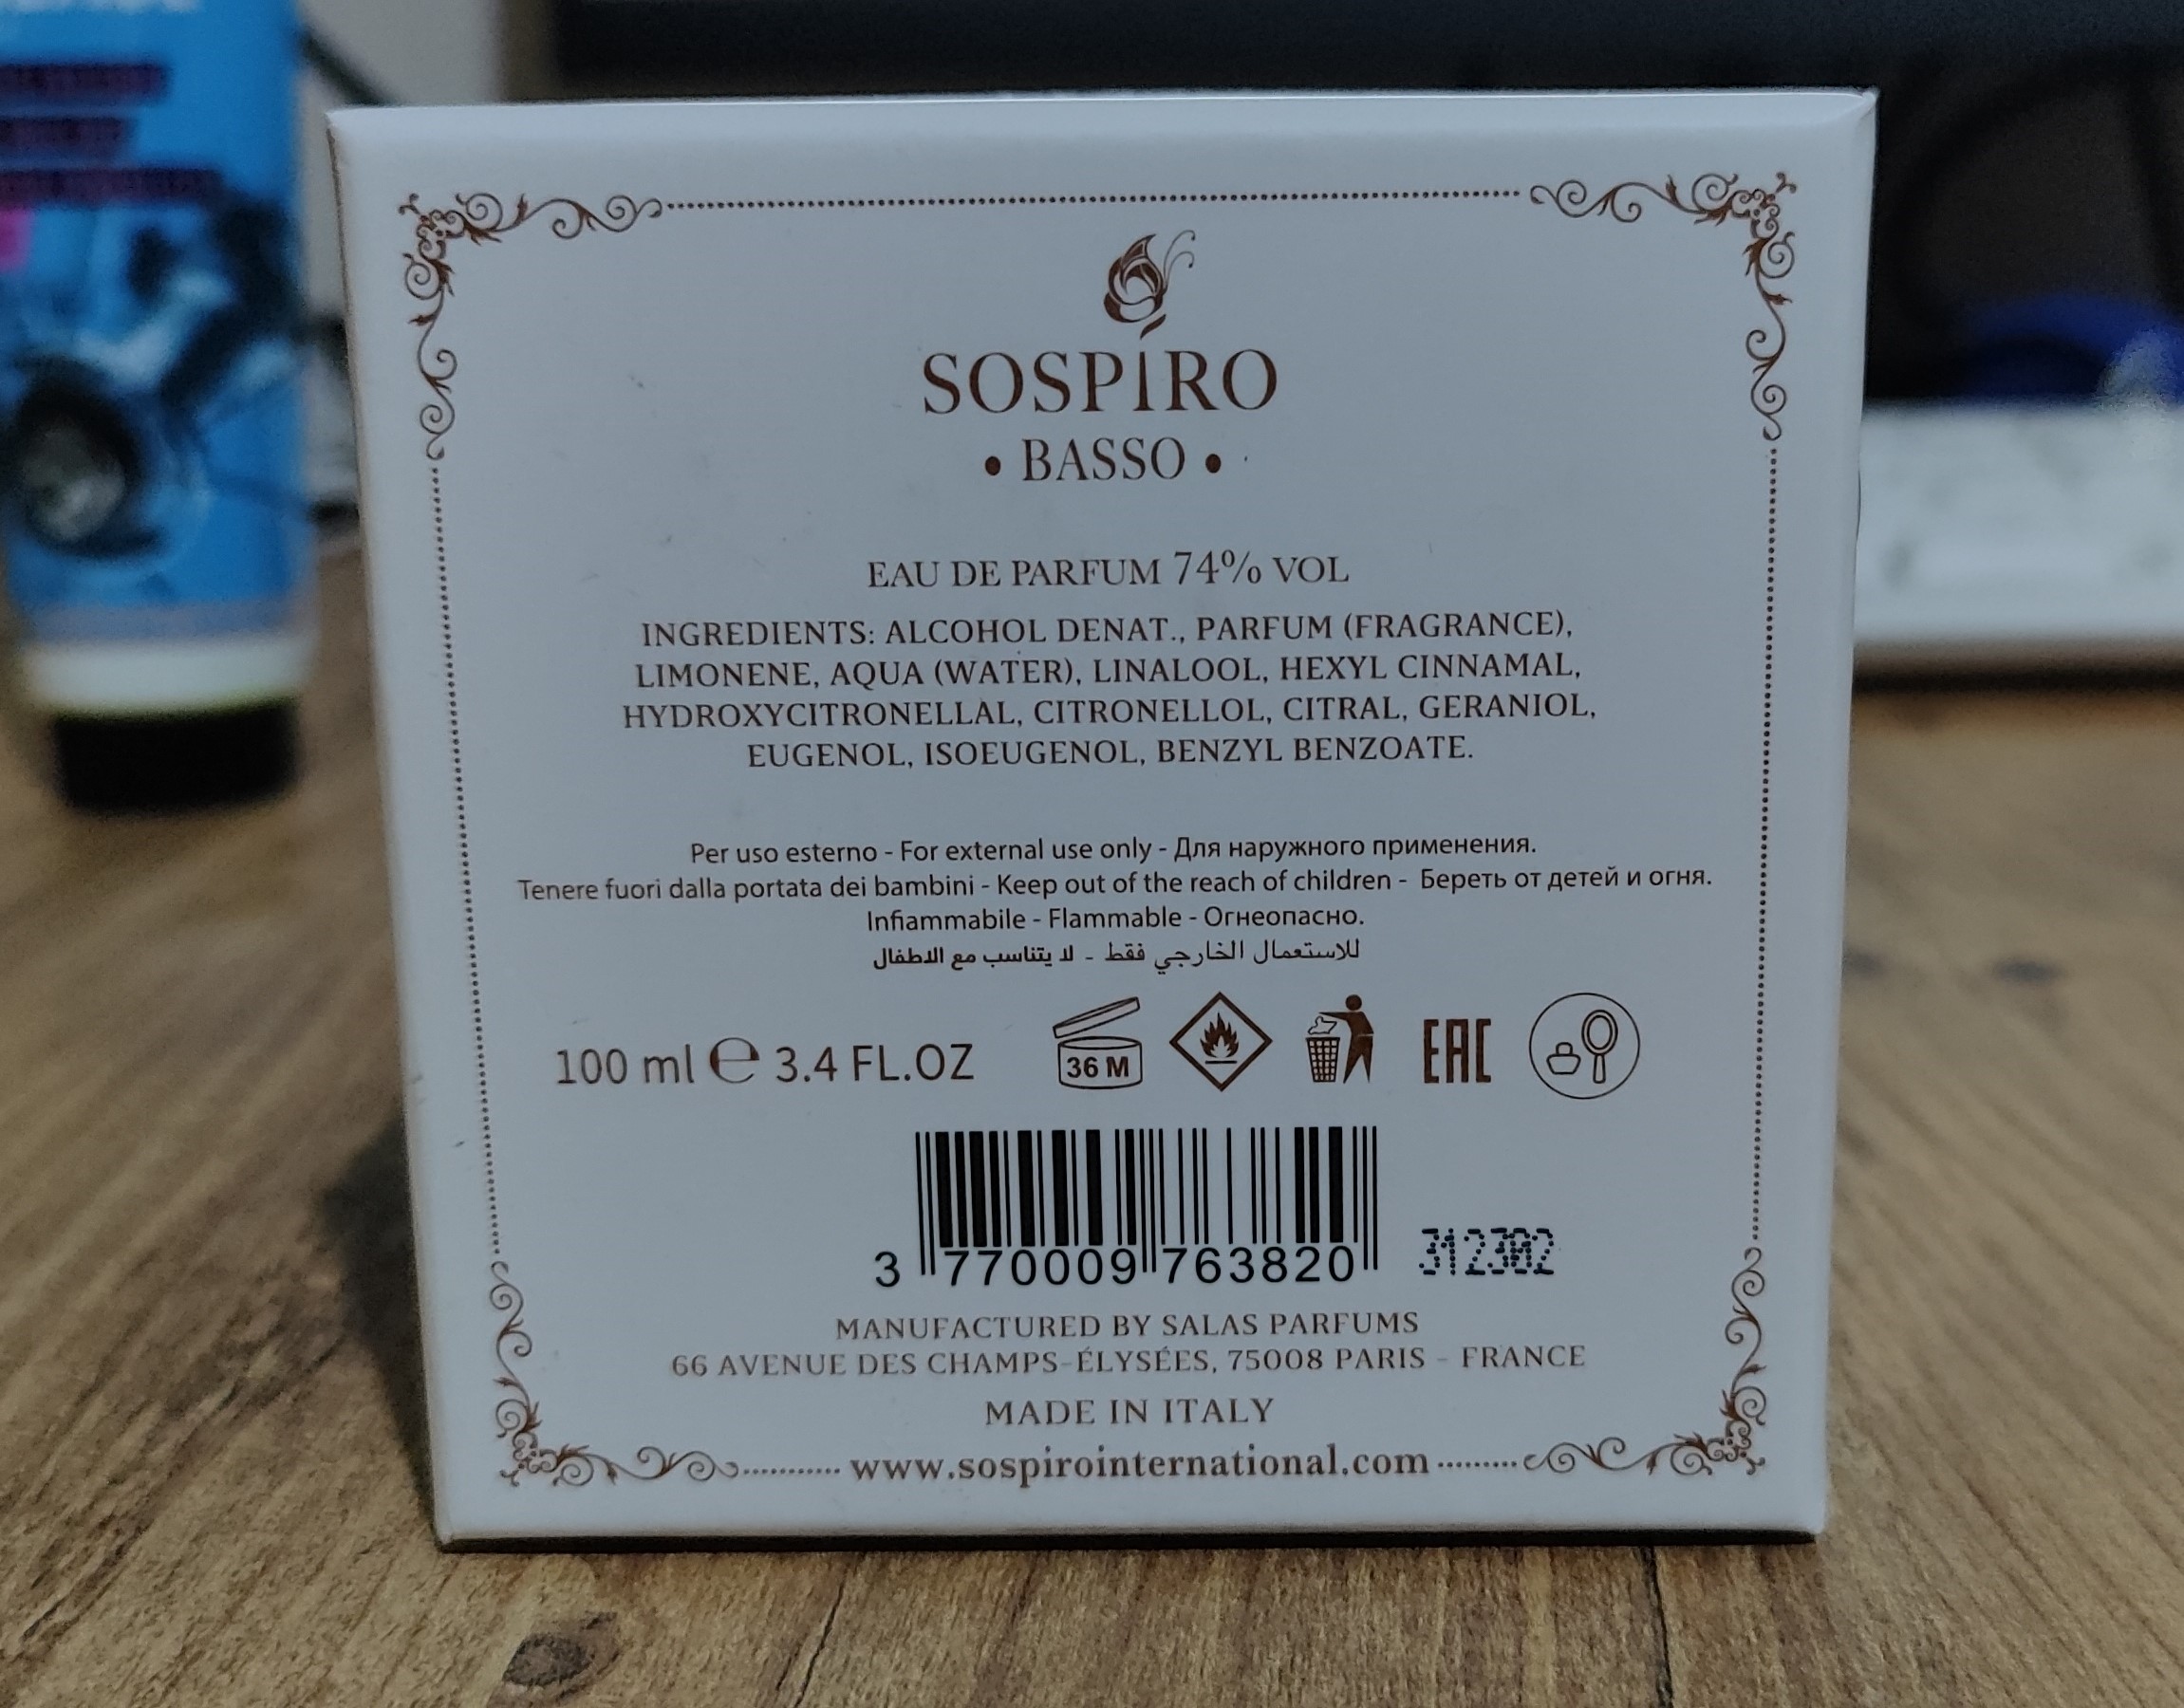 SOSPÍRO
• BASSO •
EAU DE PARFUM 74% VOL
INGREDIENTS: ALCOHOL DENAT., PARFUM (FRAGRANCE),
LIMONENE, AQUA (WATER), LINALOOL, HEXYL CINNAMAL,
HYDROXYCITRONELLAL, CITRONELLOL, CITRAL, GERANIOL,
EUGENOL, ISOEUGENOL, BENZYL BENZOATE.
Per uso esterno - For external use only - Для наружного применения.
Tenere fuori dalla portata dei bambini - Keep out of the reach of children - Береть от детей и огня.
Infiammabile - Flammable - Огнеопасно.
للاستعمال الخارجي فقط - لا يتناسب مع الاطفال
100 ml ℮ 3.4 FL.OZ
36 M
EAC
3 770009 763820
312302
MANUFACTURED BY SALAS PARFUMS
66 AVENUE DES CHAMPS-ÉLYSÉES, 75008 PARIS - FRANCE
MADE IN ITALY
www.sospirointernational.com